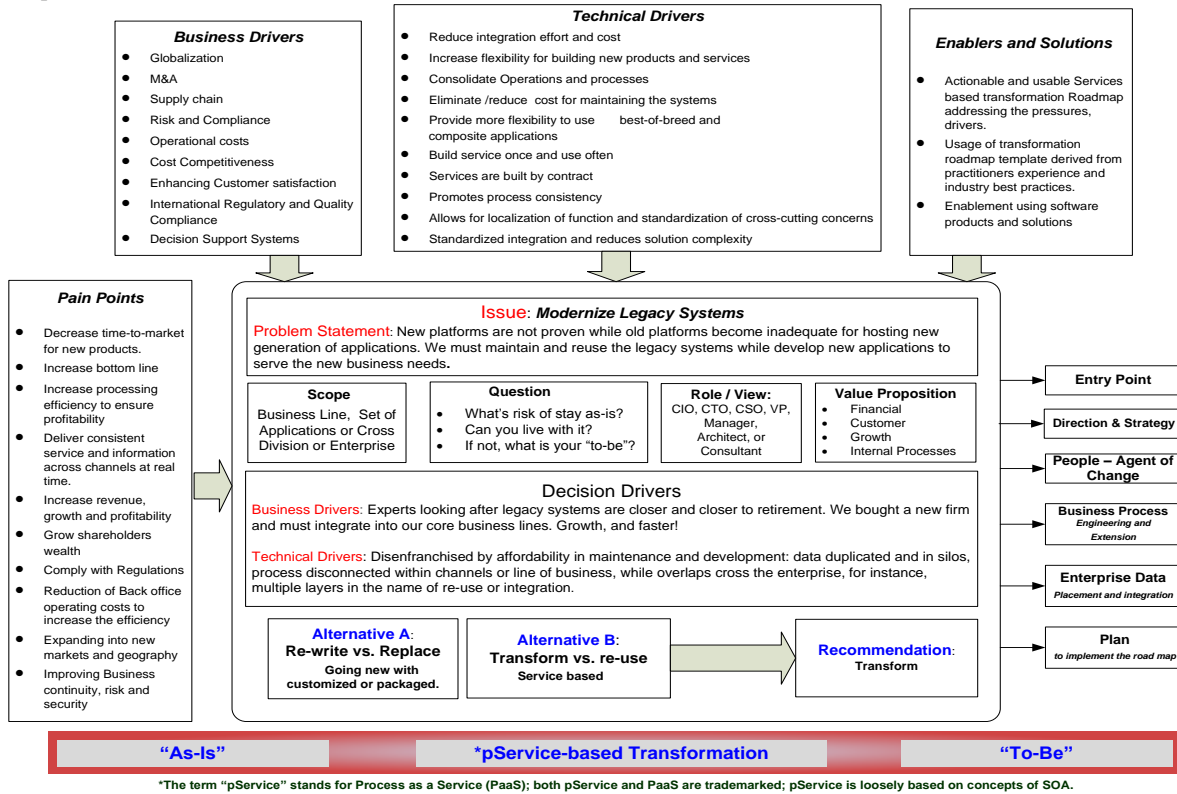 Business Drivers
Globalization
M&A
Supply chain
Risk and Compliance
Operational costs
Cost Competitiveness
Enhancing Customer satisfaction
International Regulatory and Quality
Compliance
Decision Support Systems
Technical Drivers
Reduce integration effort and cost
Increase flexibility for building new products and services
Consolidate Operations and processes
Eliminate /reduce cost for maintaining the systems
Provide more flexibility to use best-of-breed and
composite applications
Build service once and use often
Services are built by contract
Promotes process consistency
Allows for localization of function and standardization of cross-cutting concerns
Standardized integration and reduces solution complexity
Enablers and Solutions
Actionable and usable Services
based transformation Roadmap
addressing the pressures,
drivers.
Usage of transformation
roadmap template derived from
practitioners experience and
industry best practices.
Enablement using software
products and solutions
Pain Points
Decrease time-to-market
for new products.
Increase bottom line
Increase processing
efficiency to ensure
profitability
Deliver consistent
service and information
across channels at real
time.
Increase revenue,
growth and profitability
Grow shareholders
wealth
Comply with Regulations
Reduction of Back office
operating costs to
increase the efficiency
Expanding into new
markets and geography
Improving Business
continuity, risk and
security
Issue: Modernize Legacy Systems
Problem Statement: New platforms are not proven while old platforms become inadequate for hosting new
generation of applications. We must maintain and reuse the legacy systems while develop new applications to
serve the new business needs.
Scope
Business Line, Set of
Applications or Cross
Division or Enterprise
Question
What's risk of stay as-is?
Can you live with it?
If not, what is your "to-be"?
Role / View:
CIO, CTO, CSO, VP,
Manager,
Architect, or
Consultant
Value Proposition
Financial
Customer
Growth
Internal Processes
Decision Drivers
Business Drivers: Experts looking after legacy systems are closer and closer to retirement. We bought a new firm
and must integrate into our core business lines. Growth, and faster!
Technical Drivers: Disenfranchised by affordability in maintenance and development: data duplicated and in silos,
process disconnected within channels or line of business, while overlaps cross the enterprise, for instance,
multiple layers in the name of re-use or integration.
Alternative A:
Re-write vs. Replace
Going new with
customized or packaged.
Alternative B:
Transform vs. re-use
Service based
Recommendation:
Transform
Entry Point
Direction & Strategy
People – Agent of
Change
Business Process
Engineering and
Extension
Enterprise Data
Placement and integration
Plan
to implement the road map
"As-Is"
*pService-based Transformation
"To-Be"
*The term "pService" stands for Process as a Service (PaaS); both pService and PaaS are trademarked; pService is loosely based on concepts of SOA.